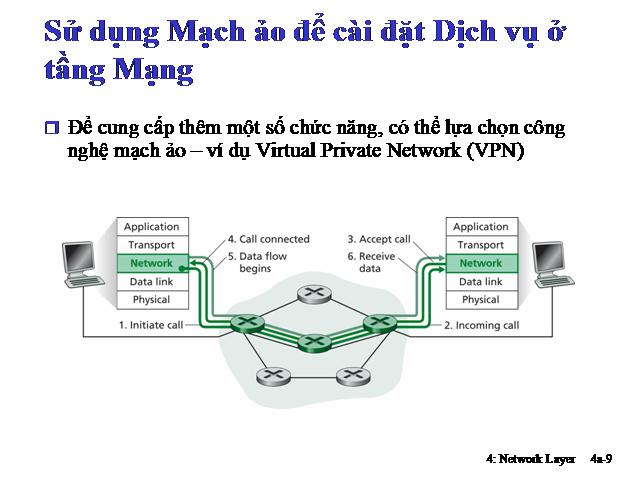 Sử dụng Mạch ảo để cài đặt Dịch vụ ở
tầng Mạng
Để cung cấp thêm một số chức năng, có thể lựa chọn công
nghệ mạch ảo – ví dụ Virtual Private Network (VPN)
Application
Transport
Network
Data link
Physical
4. Call connected
5. Data flow
begins
3. Accept call
6. Receive
data
Application
Transport
Network
Data link
Physical
1. Initiate call
2. Incoming call
4: Network Layer 4a-9